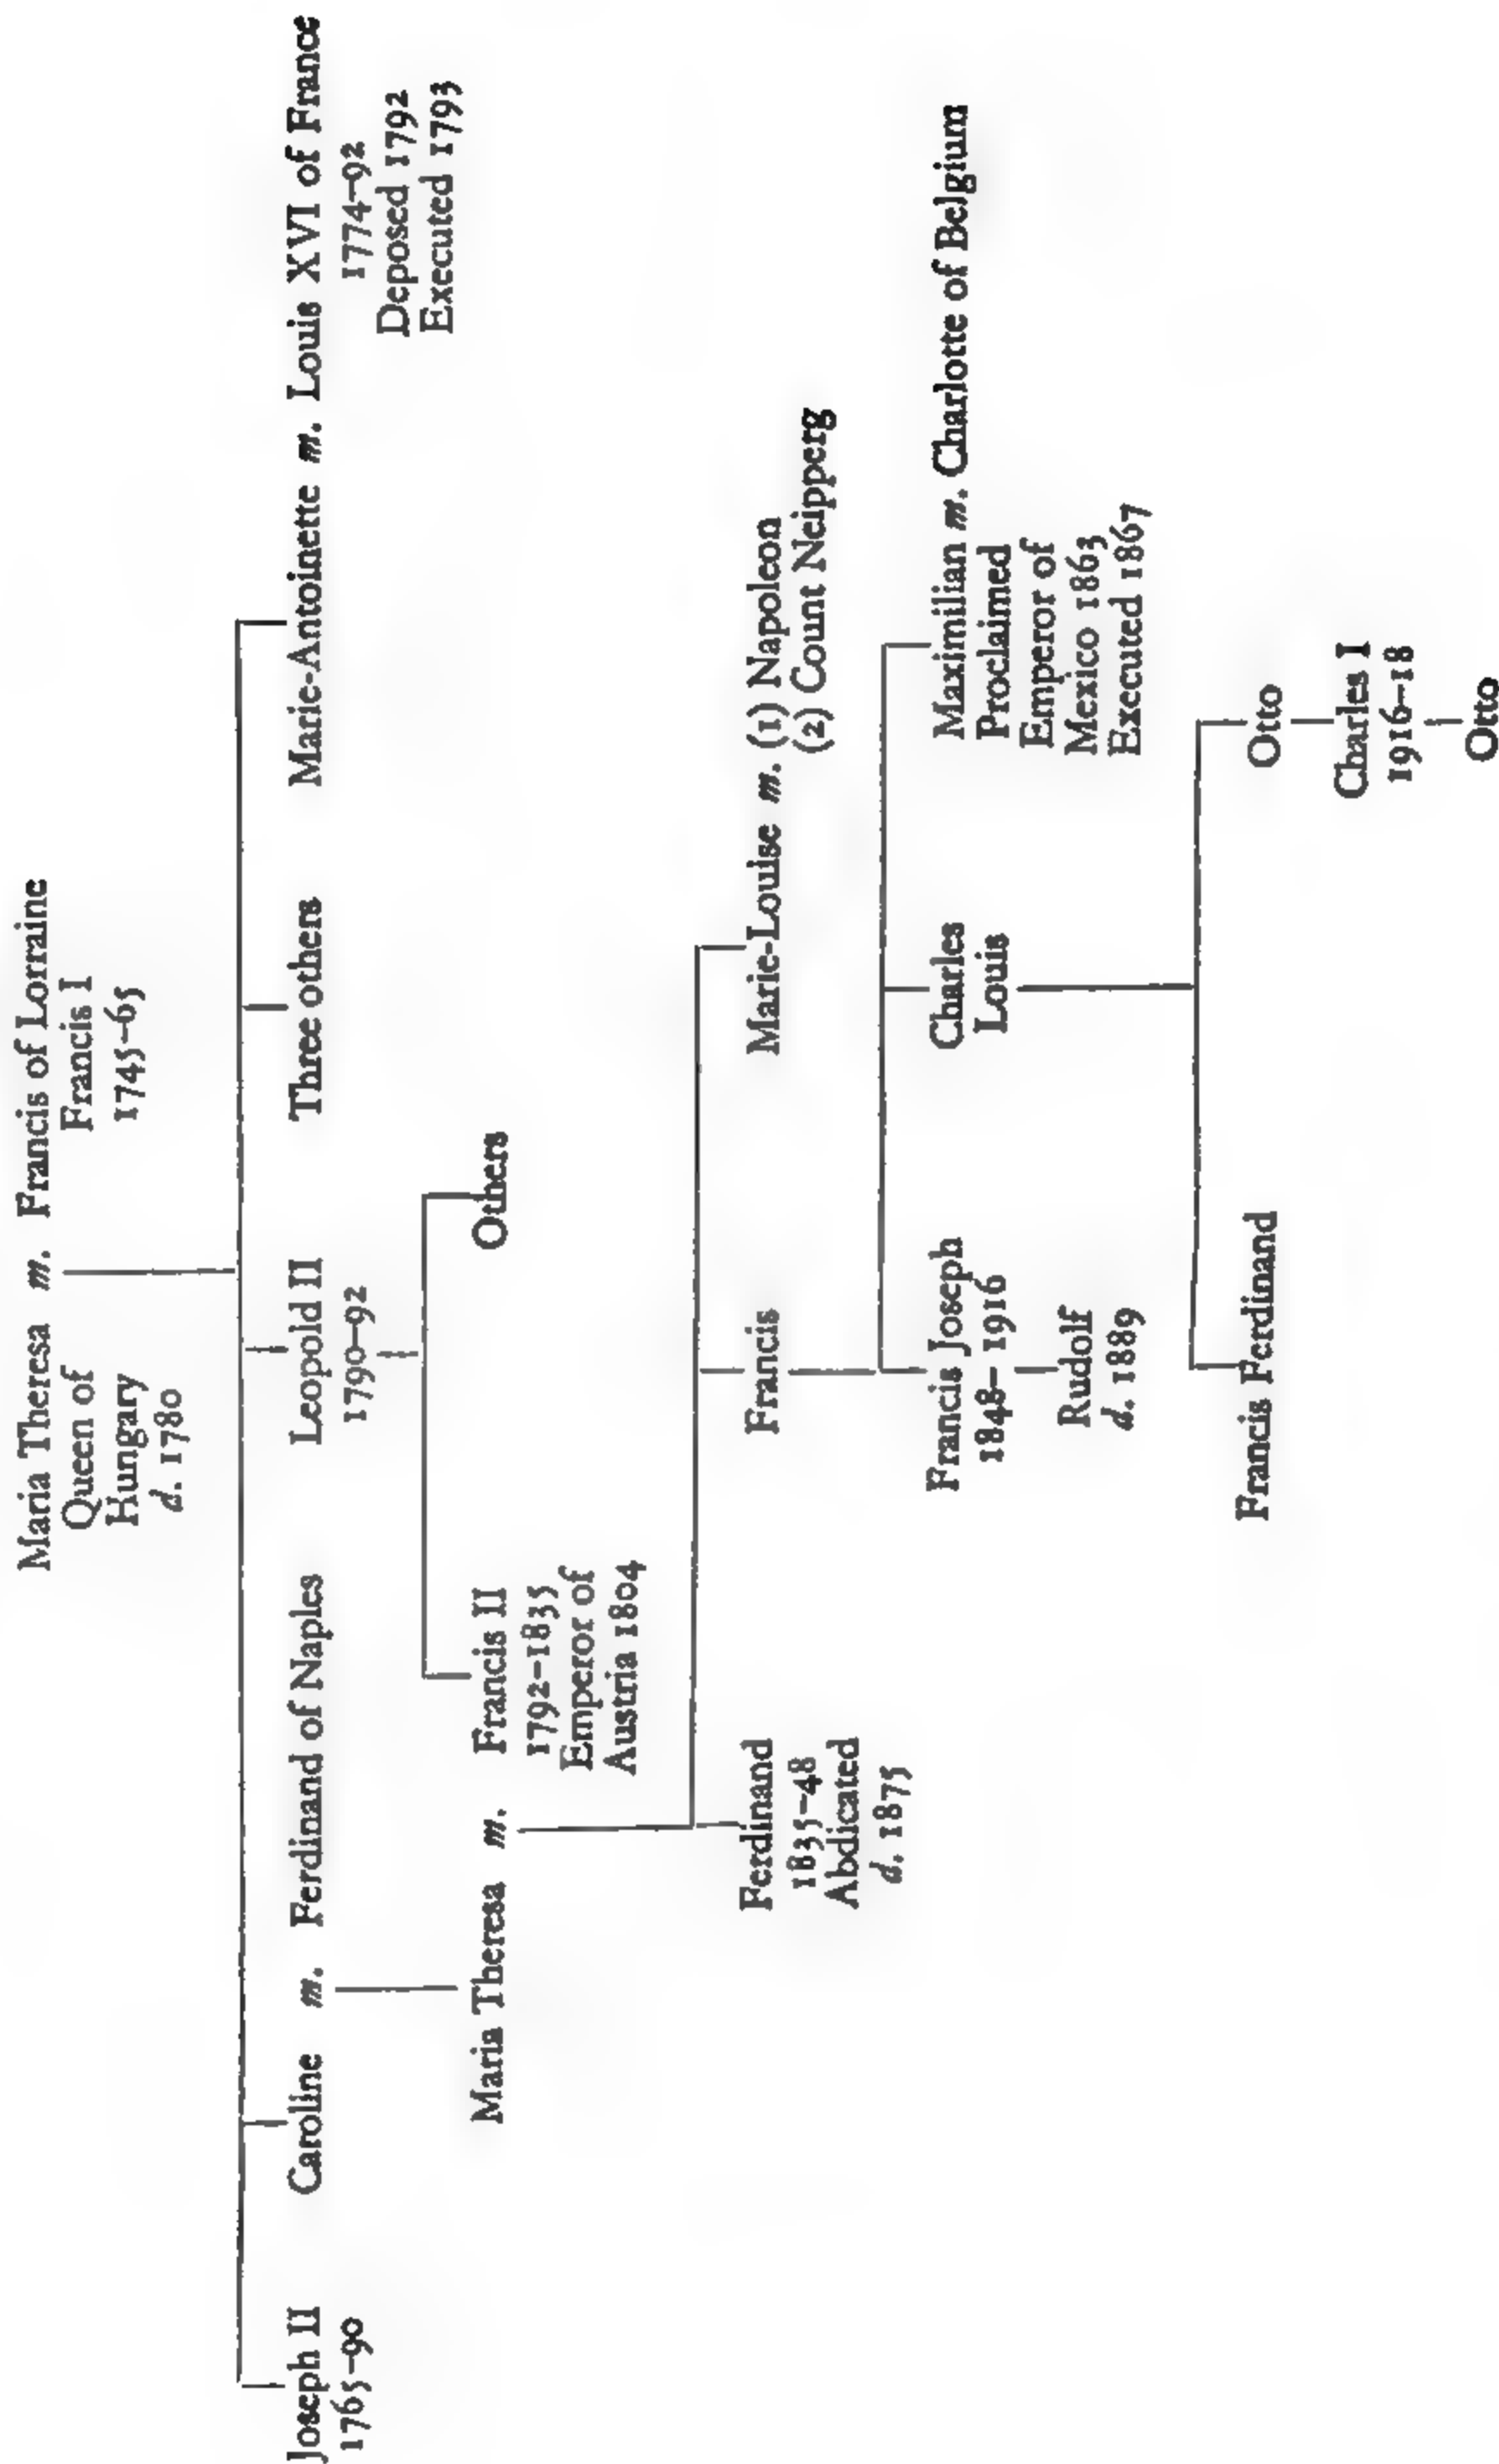 Maria Theresa m. Francis of Lorraine
Queen of
Hungary
d. 1780
Francis I
1745–65
Joseph II
1765–90
Caroline m. Ferdinand of Naples
Leopold II
1790–92
Three others
Marie-Antoinette m. Louis XVI of France
1774–92
Deposed 1792
Executed 1793
Maria Theresa m. Francis II
1792–1835
Emperor of
Austria 1804
Others
Ferdinand
1835–48
Abdicated
d. 1875
Francis
Marie-Louise m. (1) Napoleon
(2) Count Neipperg
Francis Joseph
1848–1916
Rudolf
d. 1889
Charles
Louis
Maximilian m. Charlotte of Belgium
Proclaimed
Emperor of
Mexico 1863
Executed 1867
Francis Ferdinand
Otto
Charles I
1916–18
Otto